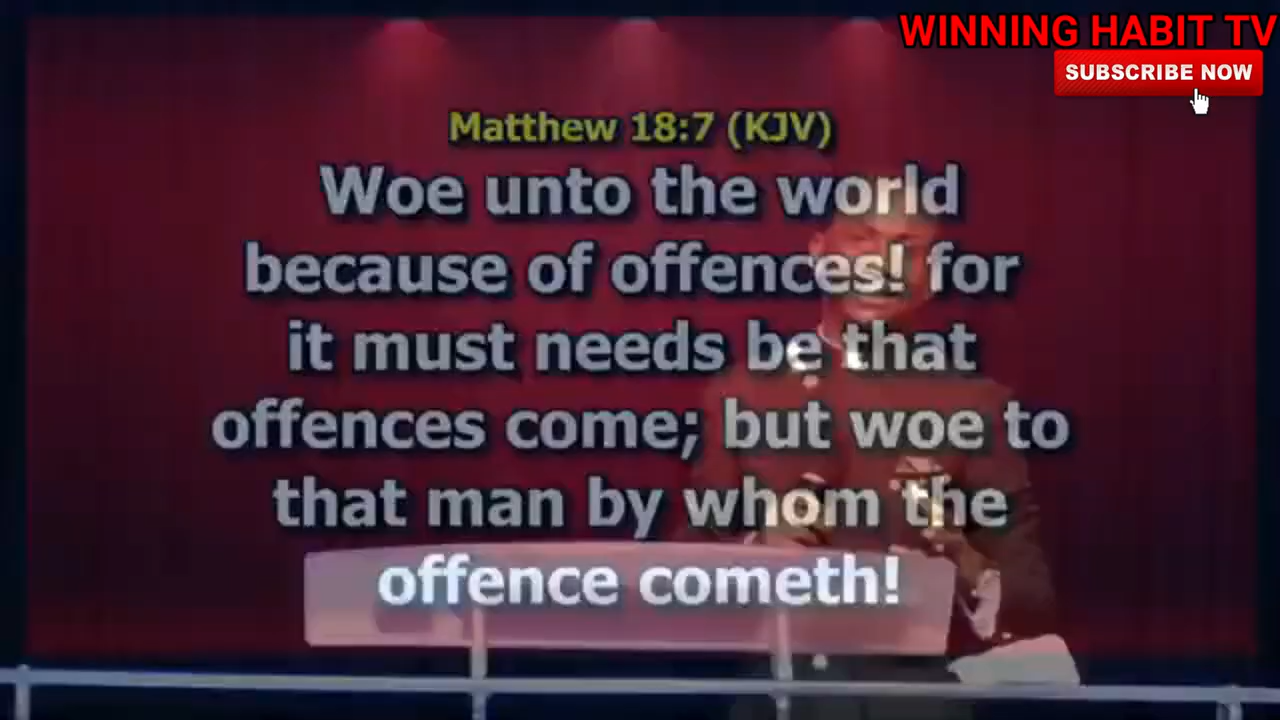 WINNING HABIT TV
SUBSCRIBE NOW
Matthew 18:7 (KJV)
Woe unto the world
because of offences! for
it must needs be that
offences come; but woe to
that man by whom the
offence cometh!